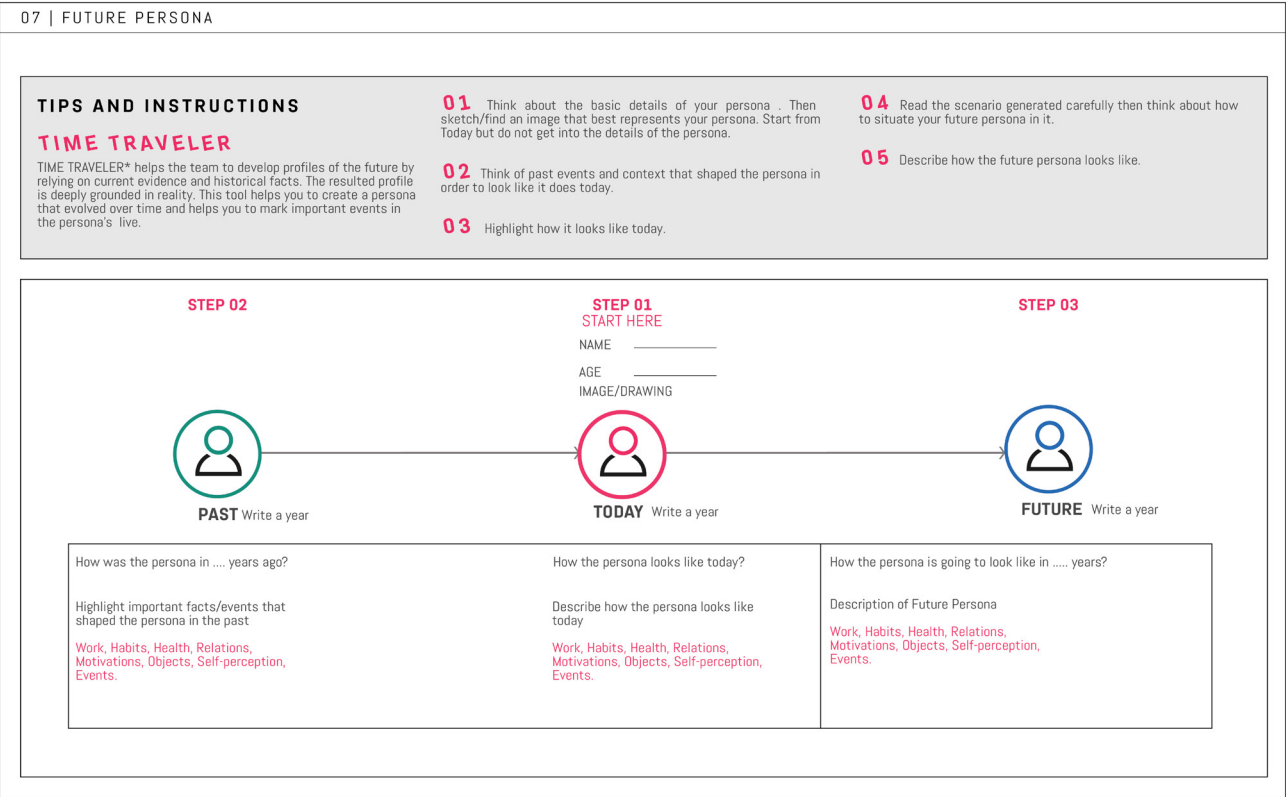 07 | FUTURE PERSONA
TIPS AND INSTRUCTIONS
TIME TRAVELER
TIME TRAVELER* helps the team to develop profiles of the future by
relying on current evidence and historical facts. The resulted profile
is deeply grounded in reality. This tool helps you to create a persona
that evolved over time and helps you to mark important events in
the persona's live.
01 Think about the basic details of your persona . Then
sketch/find an image that best represents your persona. Start from
Today but do not get into the details of the persona.
02 Think of past events and context that shaped the persona in
order to look like it does today.
03 Highlight how it looks like today.
04 Read the scenario generated carefully then think about how
to situate your future persona in it.
05 Describe how the future persona looks like.
STEP 02
STEP 01
START HERE
NAME
AGE
IMAGE/DRAWING
STEP 03
PAST Write a year
TODAY Write a year
FUTURE Write a year
How was the persona in .... years ago?
Highlight important facts/events that
shaped the persona in the past
Work, Habits, Health, Relations,
Motivations, Objects, Self-perception,
Events.
How the persona looks like today?
Describe how the persona looks like
today
Work, Habits, Health, Relations,
Motivations, Objects, Self-perception,
Events.
How the persona is going to look like in ..... years?
Description of Future Persona
Work, Habits, Health, Relations,
Motivations, Objects, Self-perception,
Events.